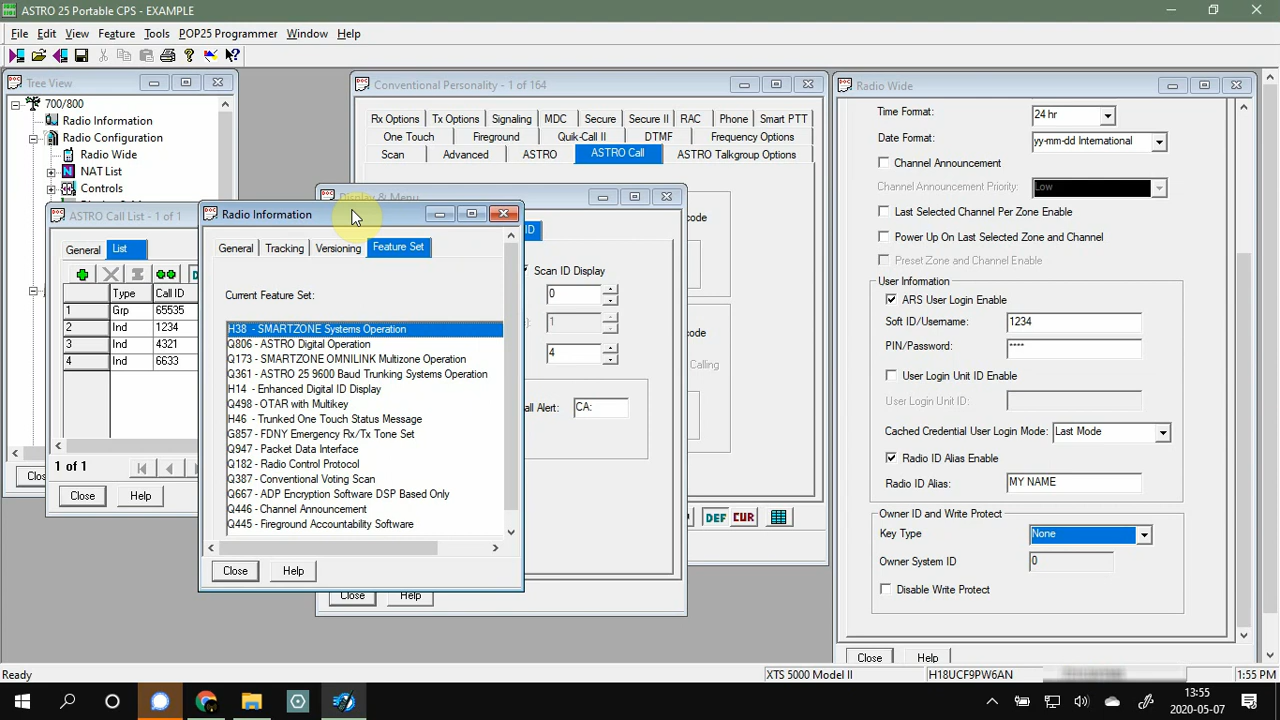 ASTRO 25 Portable CPS - EXAMPLE
File Edit View Feature Tools POP25 Programmer Window Help
Tree View
700/800
Radio Information
Radio Configuration
Radio Wide
NAT List
Controls
ASTRO Call List - 1 of 1
General List
Type Call ID
1 Grp 65535
2 Ind 1234
3 Ind 4321
4 Ind 6633
1 of 1
Close Help
Conventional Personality - 1 of 164
Rx Options Tx Options Signaling MDC Secure Secure II RAC Phone Smart PTT
One Touch Fireground Quik-Call II DTMF Frequency Options
Scan Advanced ASTRO ASTRO Call ASTRO Talkgroup Options
code
code
Calling
DEF CUR
Display & Menu
ID
Scan ID Display
0
1
4
all Alert: CA:
Close Help
Radio Information
General Tracking Versioning Feature Set
Current Feature Set:
H38 - SMARTZONE Systems Operation
Q806 - ASTRO Digital Operation
Q173 - SMARTZONE OMNILINK Multizone Operation
Q361 - ASTRO 25 9600 Baud Trunking Systems Operation
H14 - Enhanced Digital ID Display
Q498 - OTAR with Multikey
H46 - Trunked One Touch Status Message
G857 - FDNY Emergency Rx/Tx Tone Set
Q947 - Packet Data Interface
Q182 - Radio Control Protocol
Q387 - Conventional Voting Scan
Q667 - ADP Encryption Software DSP Based Only
Q446 - Channel Announcement
Q445 - Fireground Accountability Software
Close Help
Radio Wide
Time Format: 24 hr
Date Format: yy-mm-dd International
Channel Announcement
Channel Announcement Priority: Low
Last Selected Channel Per Zone Enable
Power Up On Last Selected Zone and Channel
Preset Zone and Channel Enable
User Information
ARS User Login Enable
Soft ID/Username: 1234
PIN/Password: ****
User Login Unit ID Enable
User Login Unit ID:
Cached Credential User Login Mode: Last Mode
Radio ID Alias Enable
Radio ID Alias: MY NAME
Owner ID and Write Protect
Key Type None
Owner System ID 0
Disable Write Protect
Close Help
Ready XTS 5000 Model II H18UCF9PW6AN 1:55 PM
13:55
2020-05-07